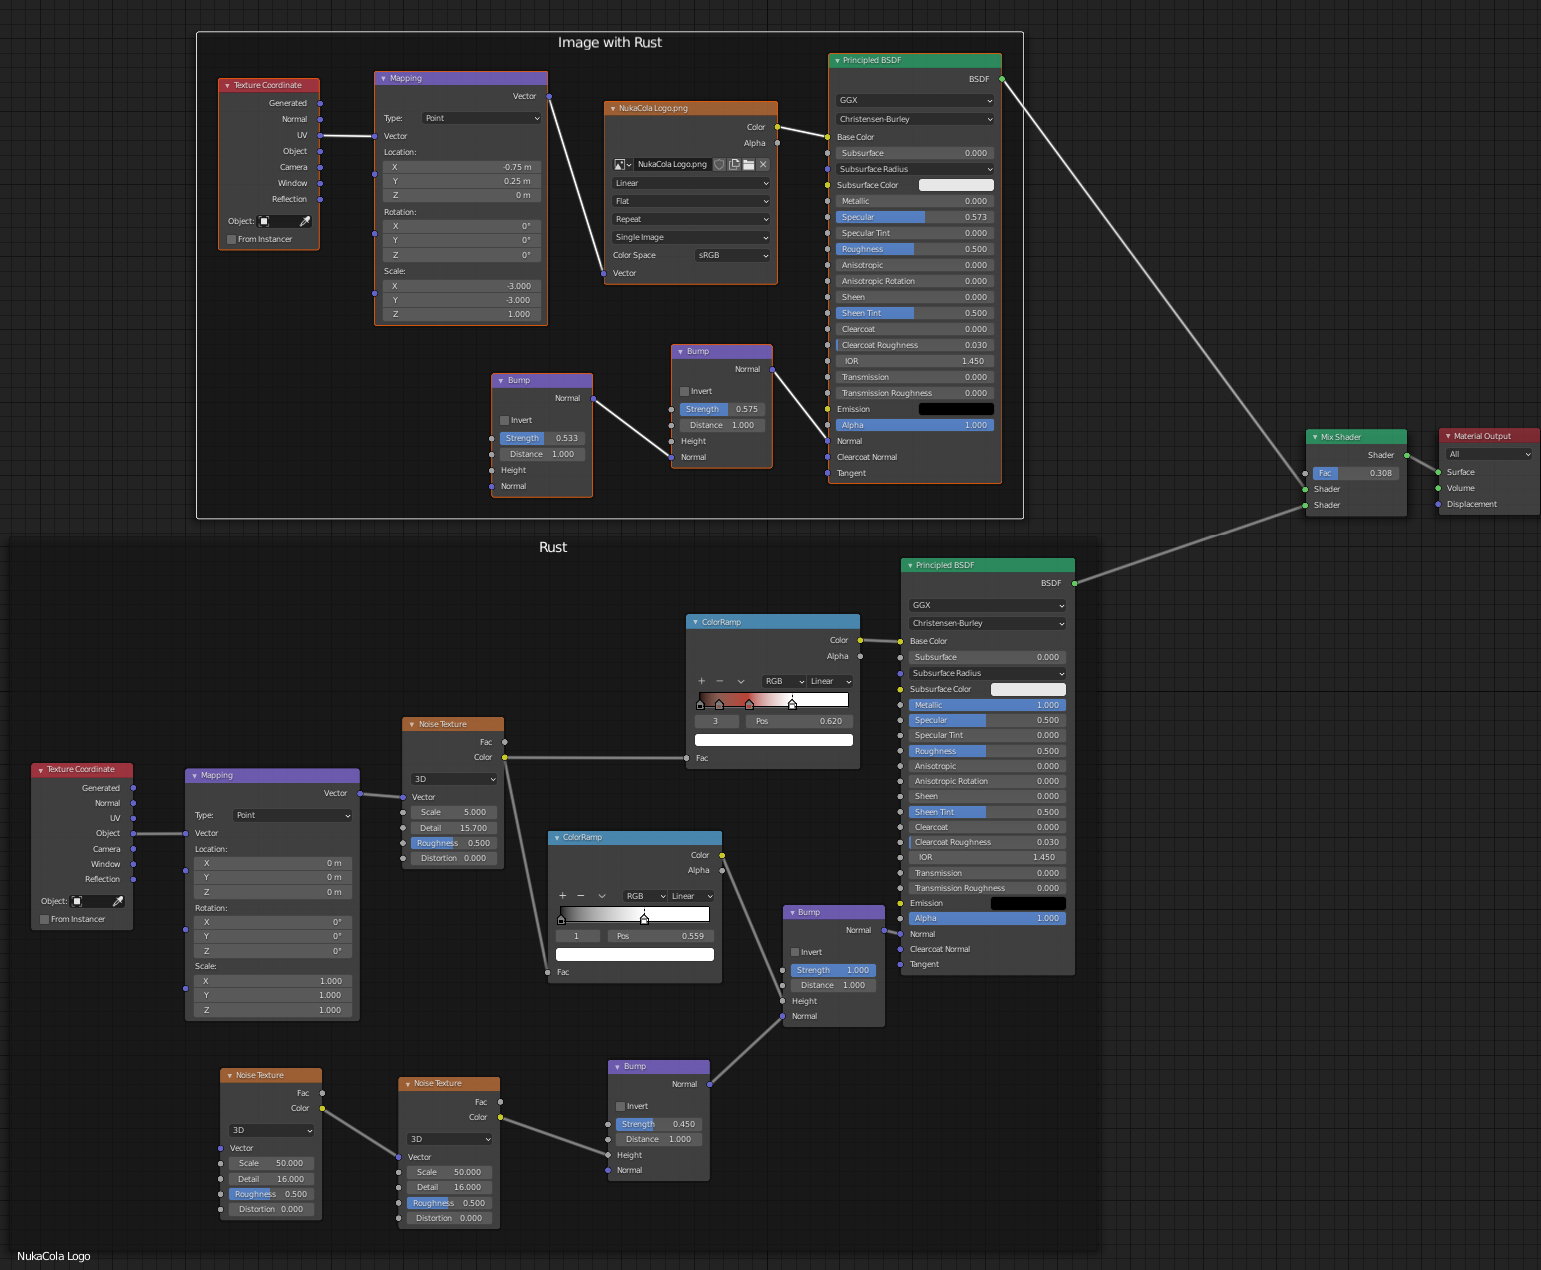 Image with Rust
Texture Coordinate
Generated
Normal
UV
Object
Camera
Window
Reflection
Object:
From Instancer
Mapping
Vector
Type: Point
Vector
Location:
X -0.75 m
Y 0.25 m
Z 0 m
Rotation:
X 0°
Y 0°
Z 0°
Scale:
X -3.000
Y -3.000
Z 1.000
NukaCola Logo.png
Color
Alpha
NukaCola Logo.png
Linear
Flat
Repeat
Single Image
Color Space sRGB
Vector
Bump
Normal
Invert
Strength 0.533
Distance 1.000
Height
Normal
Bump
Normal
Invert
Strength 0.575
Distance 1.000
Height
Normal
Principled BSDF
BSDF
GGX
Christensen-Burley
Base Color
Subsurface 0.000
Subsurface Radius
Subsurface Color
Metallic 0.000
Specular 0.573
Specular Tint 0.000
Roughness 0.500
Anisotropic 0.000
Anisotropic Rotation 0.000
Sheen 0.000
Sheen Tint 0.500
Clearcoat 0.000
Clearcoat Roughness 0.030
IOR 1.450
Transmission 0.000
Transmission Roughness 0.000
Emission
Alpha 1.000
Normal
Clearcoat Normal
Tangent
Mix Shader
Shader
Fac 0.308
Shader
Shader
Material Output
All
Surface
Volume
Displacement
Rust
Texture Coordinate
Generated
Normal
UV
Object
Camera
Window
Reflection
Object:
From Instancer
Mapping
Vector
Type: Point
Vector
Location:
X 0 m
Y 0 m
Z 0 m
Rotation:
X 0°
Y 0°
Z 0°
Scale:
X 1.000
Y 1.000
Z 1.000
Noise Texture
Fac
Color
3D
Vector
Scale 5.000
Detail 15.700
Roughness 0.500
Distortion 0.000
ColorRamp
Color
Alpha
+ − RGB Linear
3 Pos 0.620
Fac
ColorRamp
Color
Alpha
+ − RGB Linear
1 Pos 0.559
Fac
Bump
Normal
Invert
Strength 1.000
Distance 1.000
Height
Normal
Principled BSDF
BSDF
GGX
Christensen-Burley
Base Color
Subsurface 0.000
Subsurface Radius
Subsurface Color
Metallic 1.000
Specular 0.500
Specular Tint 0.000
Roughness 0.500
Anisotropic 0.000
Anisotropic Rotation 0.000
Sheen 0.000
Sheen Tint 0.500
Clearcoat 0.000
Clearcoat Roughness 0.030
IOR 1.450
Transmission 0.000
Transmission Roughness 0.000
Emission
Alpha 1.000
Normal
Clearcoat Normal
Tangent
Noise Texture
Fac
Color
3D
Vector
Scale 50.000
Detail 16.000
Roughness 0.500
Distortion 0.000
Noise Texture
Fac
Color
3D
Vector
Scale 50.000
Detail 16.000
Roughness 0.500
Distortion 0.000
Bump
Normal
Invert
Strength 0.450
Distance 1.000
Height
Normal
NukaCola Logo